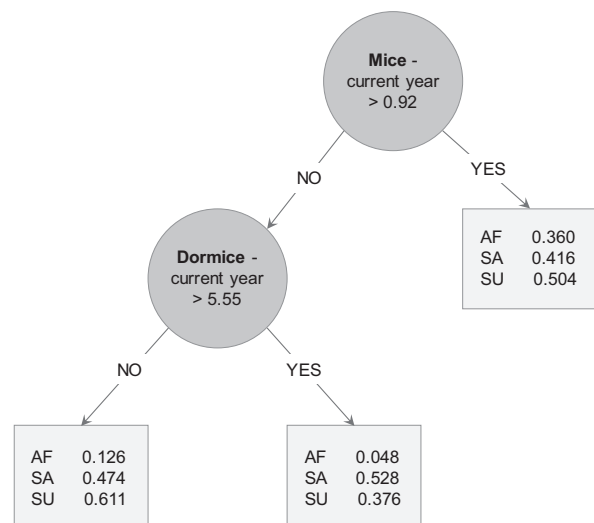 Mice -
current year
> 0.92
NO
YES
AF 0.360
SA 0.416
SU 0.504
Dormice -
current year
> 5.55
NO
YES
AF 0.126
SA 0.474
SU 0.611
AF 0.048
SA 0.528
SU 0.376